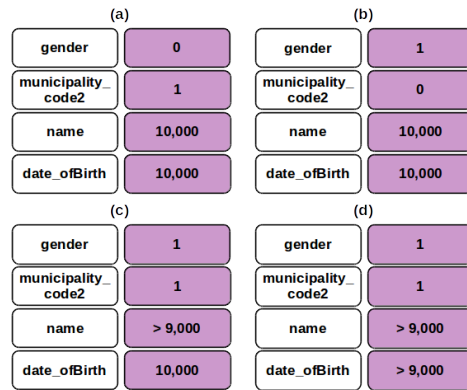 (a)
gender 0
municipality_
code2 1
name 10,000
date_ofBirth 10,000
(b)
gender 1
municipality_
code2 0
name 10,000
date_ofBirth 10,000
(c)
gender 1
municipality_
code2 1
name > 9,000
date_ofBirth 10,000
(d)
gender 1
municipality_
code2 1
name > 9,000
date_ofBirth > 9,000